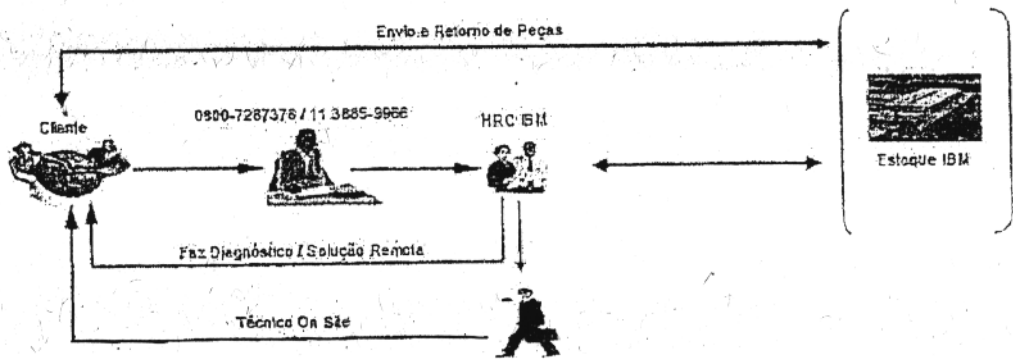 Envio e Retorno de Peças
0800-7287378 / 11 3885-9966
Cliente
HRC IBM
Estoque IBM
Faz Diagnóstico / Solução Remota
Técnico On Site